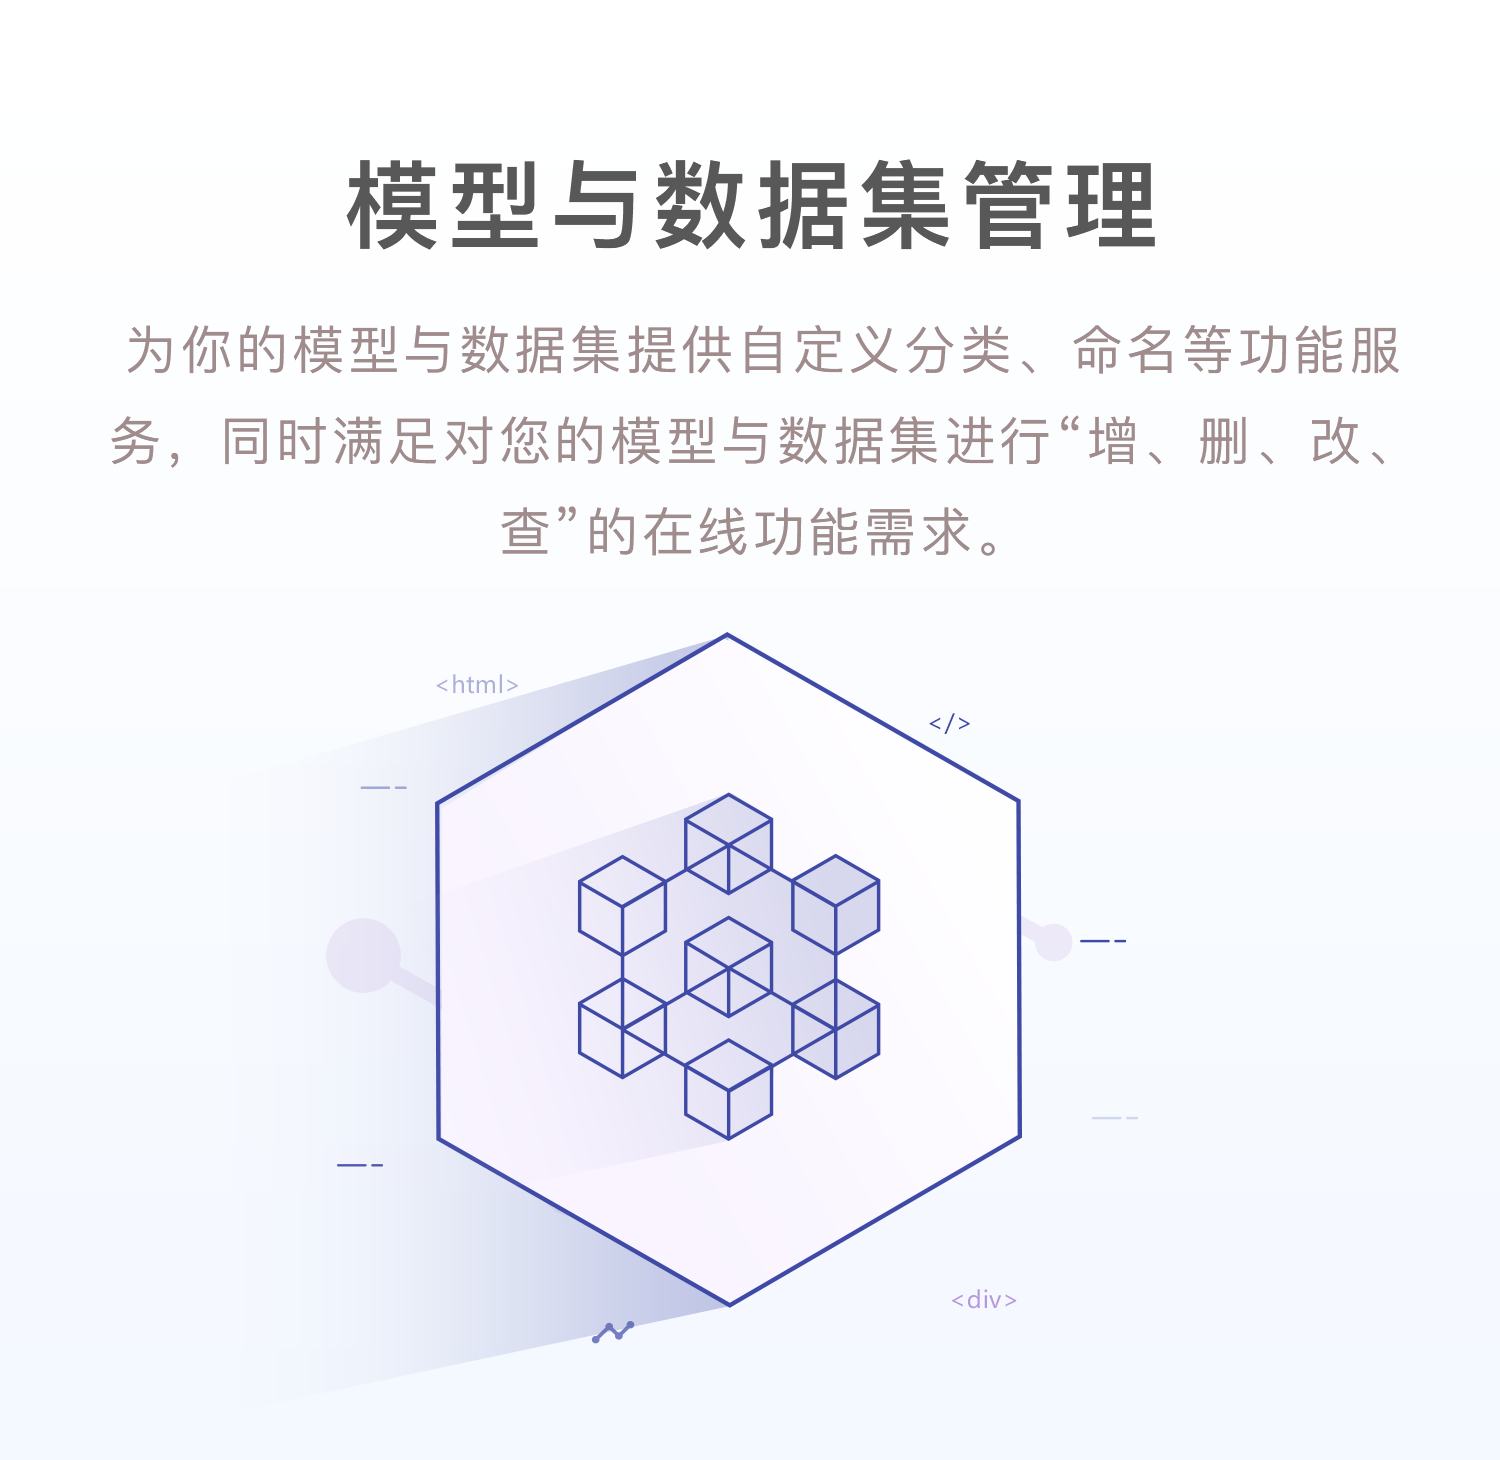 模型与数据集管理
为你的模型与数据集提供自定义分类、命名等功能服
务，同时满足对您的模型与数据集进行“增、删、改、
查”的在线功能需求。
<html>
</>
<div>